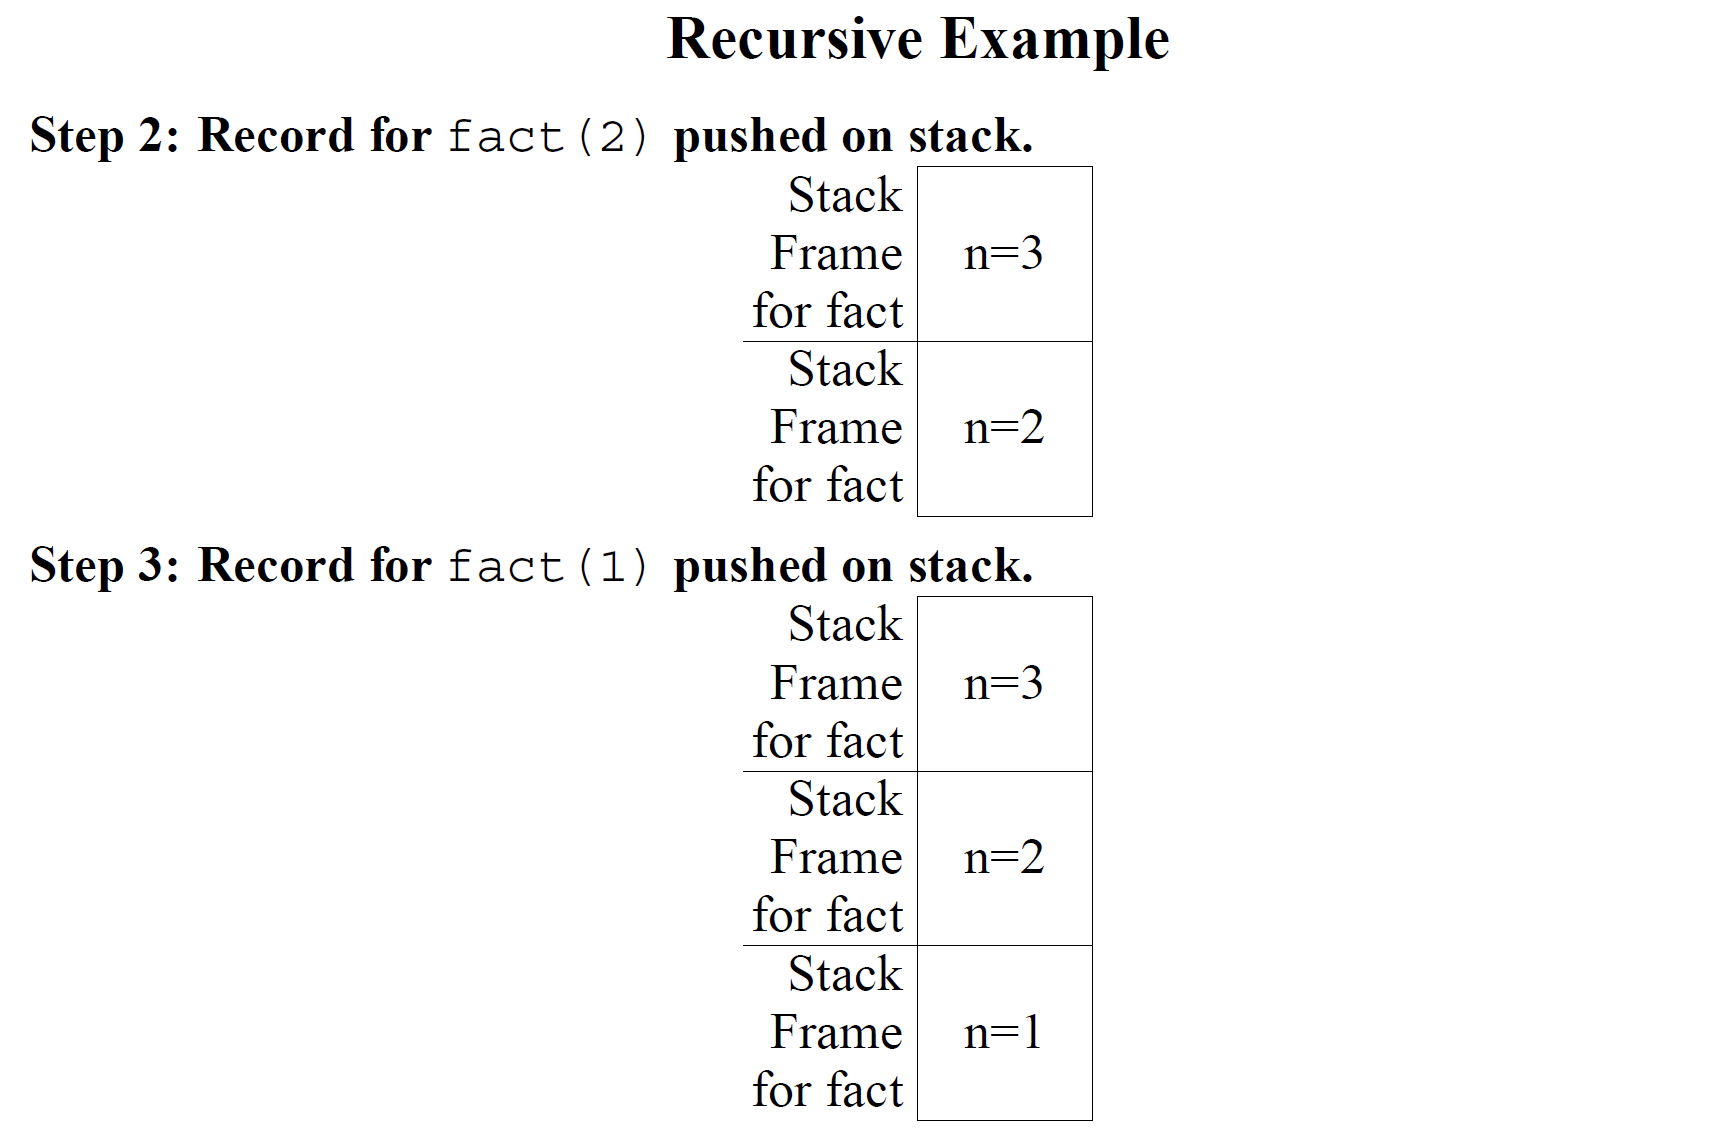 Recursive Example
Step 2: Record for fact(2) pushed on stack.
Stack
Frame n=3
for fact
Stack
Frame n=2
for fact
Step 3: Record for fact(1) pushed on stack.
Stack
Frame n=3
for fact
Stack
Frame n=2
for fact
Stack
Frame n=1
for fact